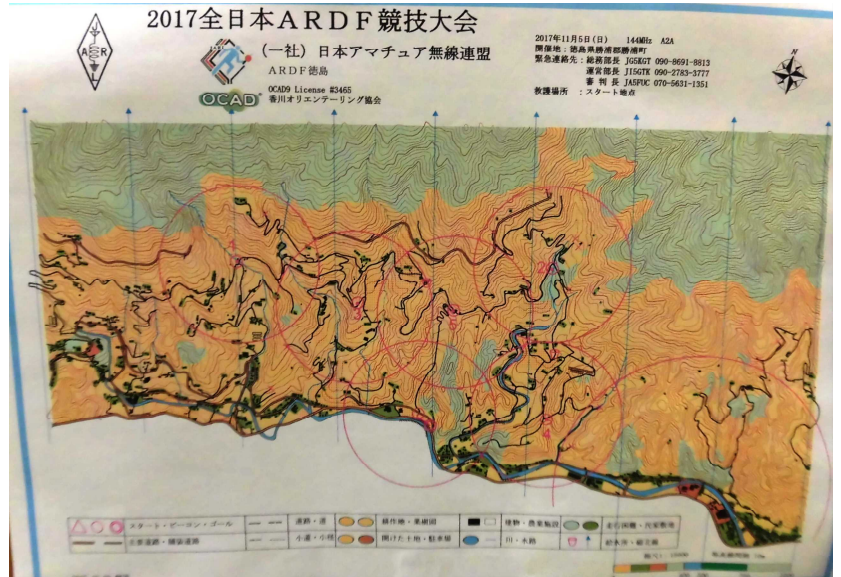 2017全日本ARDF競技大会
(一社) 日本アマチュア無線連盟
ARDF徳島
OCAD9 License #3465
香川オリエンテーリング協会
A R
OCAD
2017年11月5日(日) 144MHz A2A
開催地:徳島県勝浦郡勝浦町
緊急連絡先:総務部長 JG5KGT 090-8691-8813
運営部長 JI5GTK 090-2783-3777
審判長 JA5FUC 070-5631-1351
救護場所 :スタート地点
N
スタート・ビーコン・ゴール
道路・道
耕作地・果樹園
建物・農業施設
主要道路・舗装道路
小道・小径
開けた土地・駐車場
川・水路